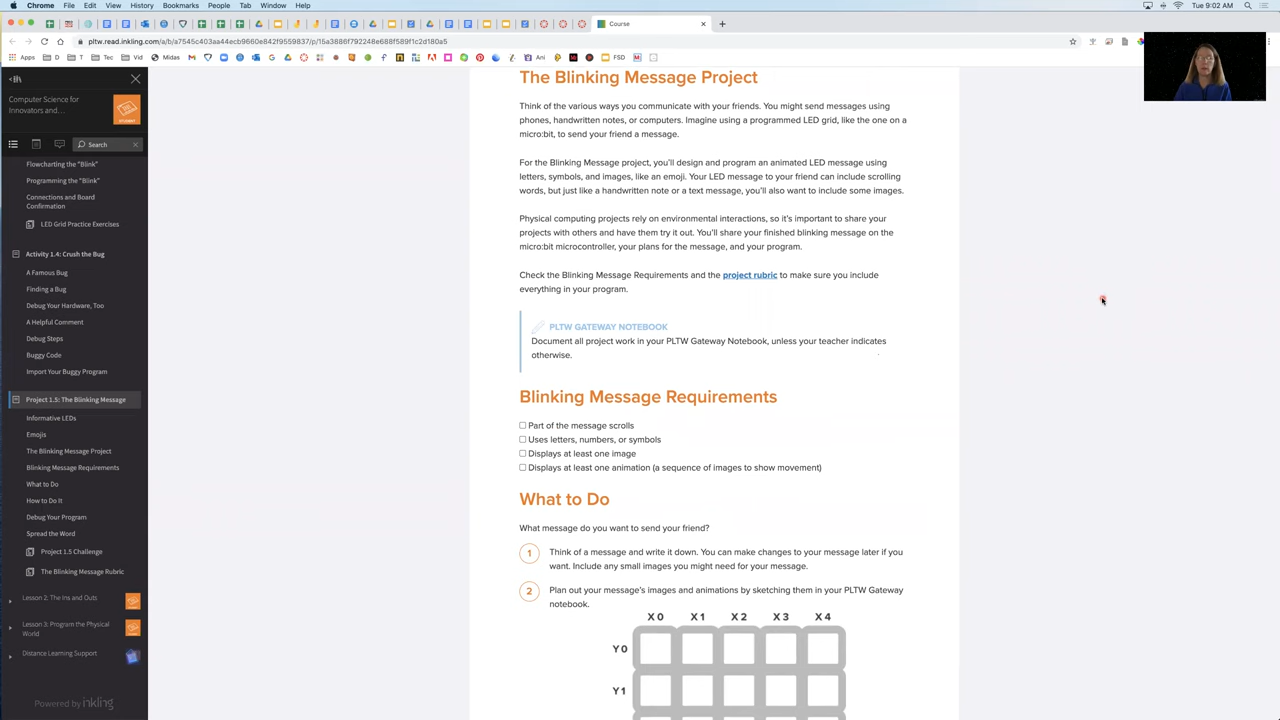 Chrome File Edit View History Bookmarks People Tab Window Help
Tue 9:02 AM
Course
pltw.read.inkling.com/a/b/a7545c403aa44ecb9660e842f9559837/p/15a3886f792248e688f589f1c2d180a5
Apps D T Tec Vid Midas Ani FSD
Computer Science for
Innovators and...
STUDENT
Search
Flowcharting the "Blink"
Programming the "Blink"
Connections and Board
Confirmation
LED Grid Practice Exercises
Activity 1.4: Crush the Bug
A Famous Bug
Finding a Bug
Debug Your Hardware, Too
A Helpful Comment
Debug Steps
Buggy Code
Import Your Buggy Program
Project 1.5: The Blinking Message
Informative LEDs
Emojis
The Blinking Message Project
Blinking Message Requirements
What to Do
How to Do It
Debug Your Program
Spread the Word
Project 1.5 Challenge
The Blinking Message Rubric
Lesson 2: The Ins and Outs
Lesson 3: Program the Physical
World
Distance Learning Support
Powered by inkling
The Blinking Message Project
Think of the various ways you communicate with your friends. You might send messages using
phones, handwritten notes, or computers. Imagine using a programmed LED grid, like the one on a
micro:bit, to send your friend a message.
For the Blinking Message project, you'll design and program an animated LED message using
letters, symbols, and images, like an emoji. Your LED message to your friend can include scrolling
words, but just like a handwritten note or a text message, you'll also want to include some images.
Physical computing projects rely on environmental interactions, so it's important to share your
projects with others and have them try it out. You'll share your finished blinking message on the
micro:bit microcontroller, your plans for the message, and your program.
Check the Blinking Message Requirements and the project rubric to make sure you include
everything in your program.
PLTW GATEWAY NOTEBOOK
Document all project work in your PLTW Gateway Notebook, unless your teacher indicates
otherwise.
Blinking Message Requirements
Part of the message scrolls
Uses letters, numbers, or symbols
Displays at least one image
Displays at least one animation (a sequence of images to show movement)
What to Do
What message do you want to send your friend?
1 Think of a message and write it down. You can make changes to your message later if you
want. Include any small images you might need for your message.
2 Plan out your message's images and animations by sketching them in your PLTW Gateway
notebook.
X 0 X 1 X 2 X 3 X 4
Y 0
Y 1